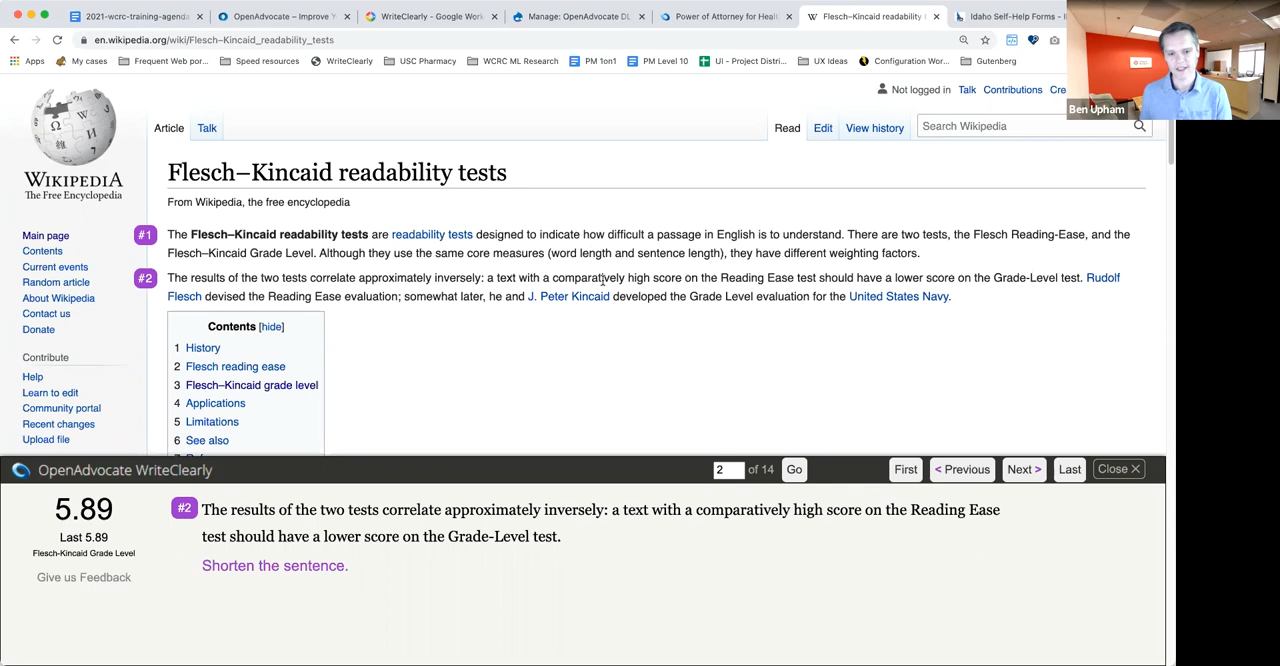 2021-wcrc-training-agenda
OpenAdvocate – Improve Y
WriteClearly - Google Work
Manage: OpenAdvocate DL
Power of Attorney for Heal
Flesch–Kincaid readability
Idaho Self-Help Forms -
en.wikipedia.org/wiki/Flesch–Kincaid_readability_tests
Apps My cases Frequent Web por... Speed resources WriteClearly USC Pharmacy WCRC ML Research PM 1on1 PM Level 10 UI - Project Distri... UX Ideas Configuration Wor... Gutenberg
Ben Upham
Not logged in Talk Contributions Cre
Article Talk Read Edit View history Search Wikipedia
WIKIPEDIA
The Free Encyclopedia
Main page
Contents
Current events
Random article
About Wikipedia
Contact us
Donate
Contribute
Help
Learn to edit
Community portal
Recent changes
Upload file
Flesch–Kincaid readability tests
From Wikipedia, the free encyclopedia
#1 The Flesch–Kincaid readability tests are readability tests designed to indicate how difficult a passage in English is to understand. There are two tests, the Flesch Reading-Ease, and the
Flesch–Kincaid Grade Level. Although they use the same core measures (word length and sentence length), they have different weighting factors.
#2 The results of the two tests correlate approximately inversely: a text with a comparatively high score on the Reading Ease test should have a lower score on the Grade-Level test. Rudolf
Flesch devised the Reading Ease evaluation; somewhat later, he and J. Peter Kincaid developed the Grade Level evaluation for the United States Navy.
Contents [hide]
1 History
2 Flesch reading ease
3 Flesch–Kincaid grade level
4 Applications
5 Limitations
6 See also
OpenAdvocate WriteClearly 2 of 14 Go First < Previous Next > Last Close X
5.89
Last 5.89
Flesch-Kincaid Grade Level
Give us Feedback
#2 The results of the two tests correlate approximately inversely: a text with a comparatively high score on the Reading Ease
test should have a lower score on the Grade-Level test.
Shorten the sentence.